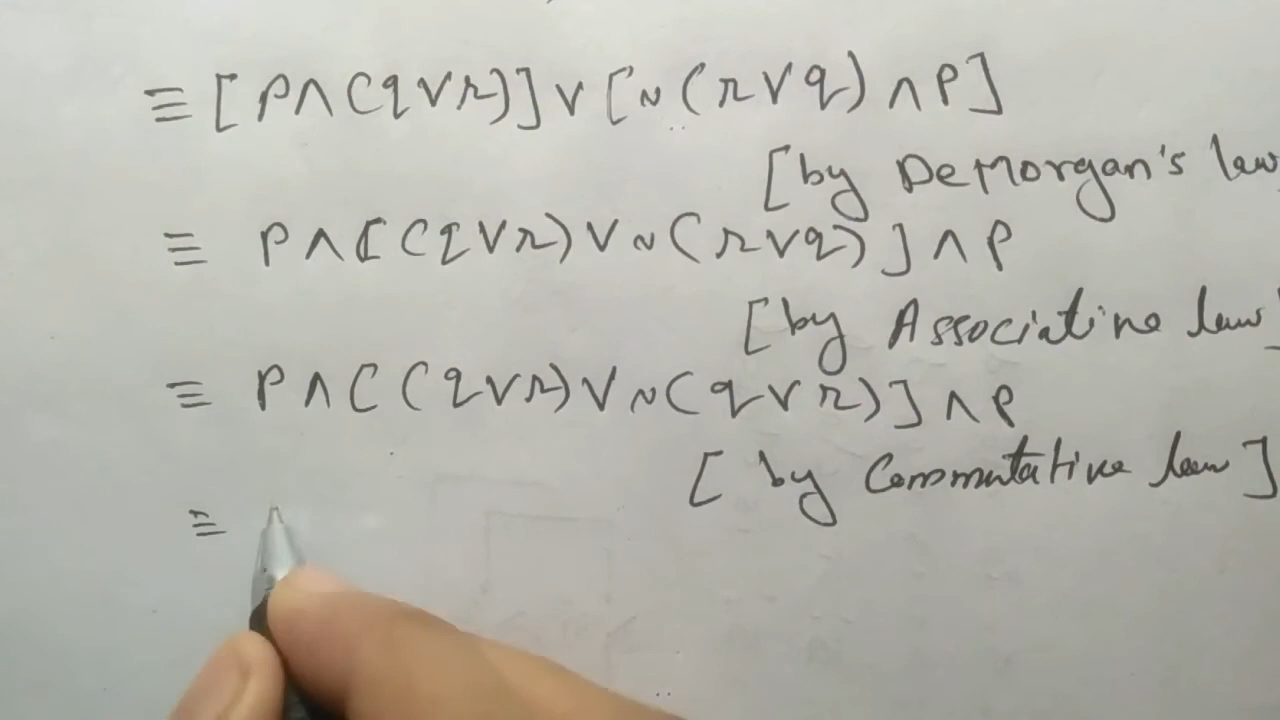 ≡ [P∧(q∨r)]∨[~(r∨q)∧P]
[by DeMorgan's law
≡ P∧[(q∨r)∨~(r∨q)]∧P
[by Associative law]
≡ P∧[(q∨r)∨~(q∨r)]∧P
[by Commutative law]
≡